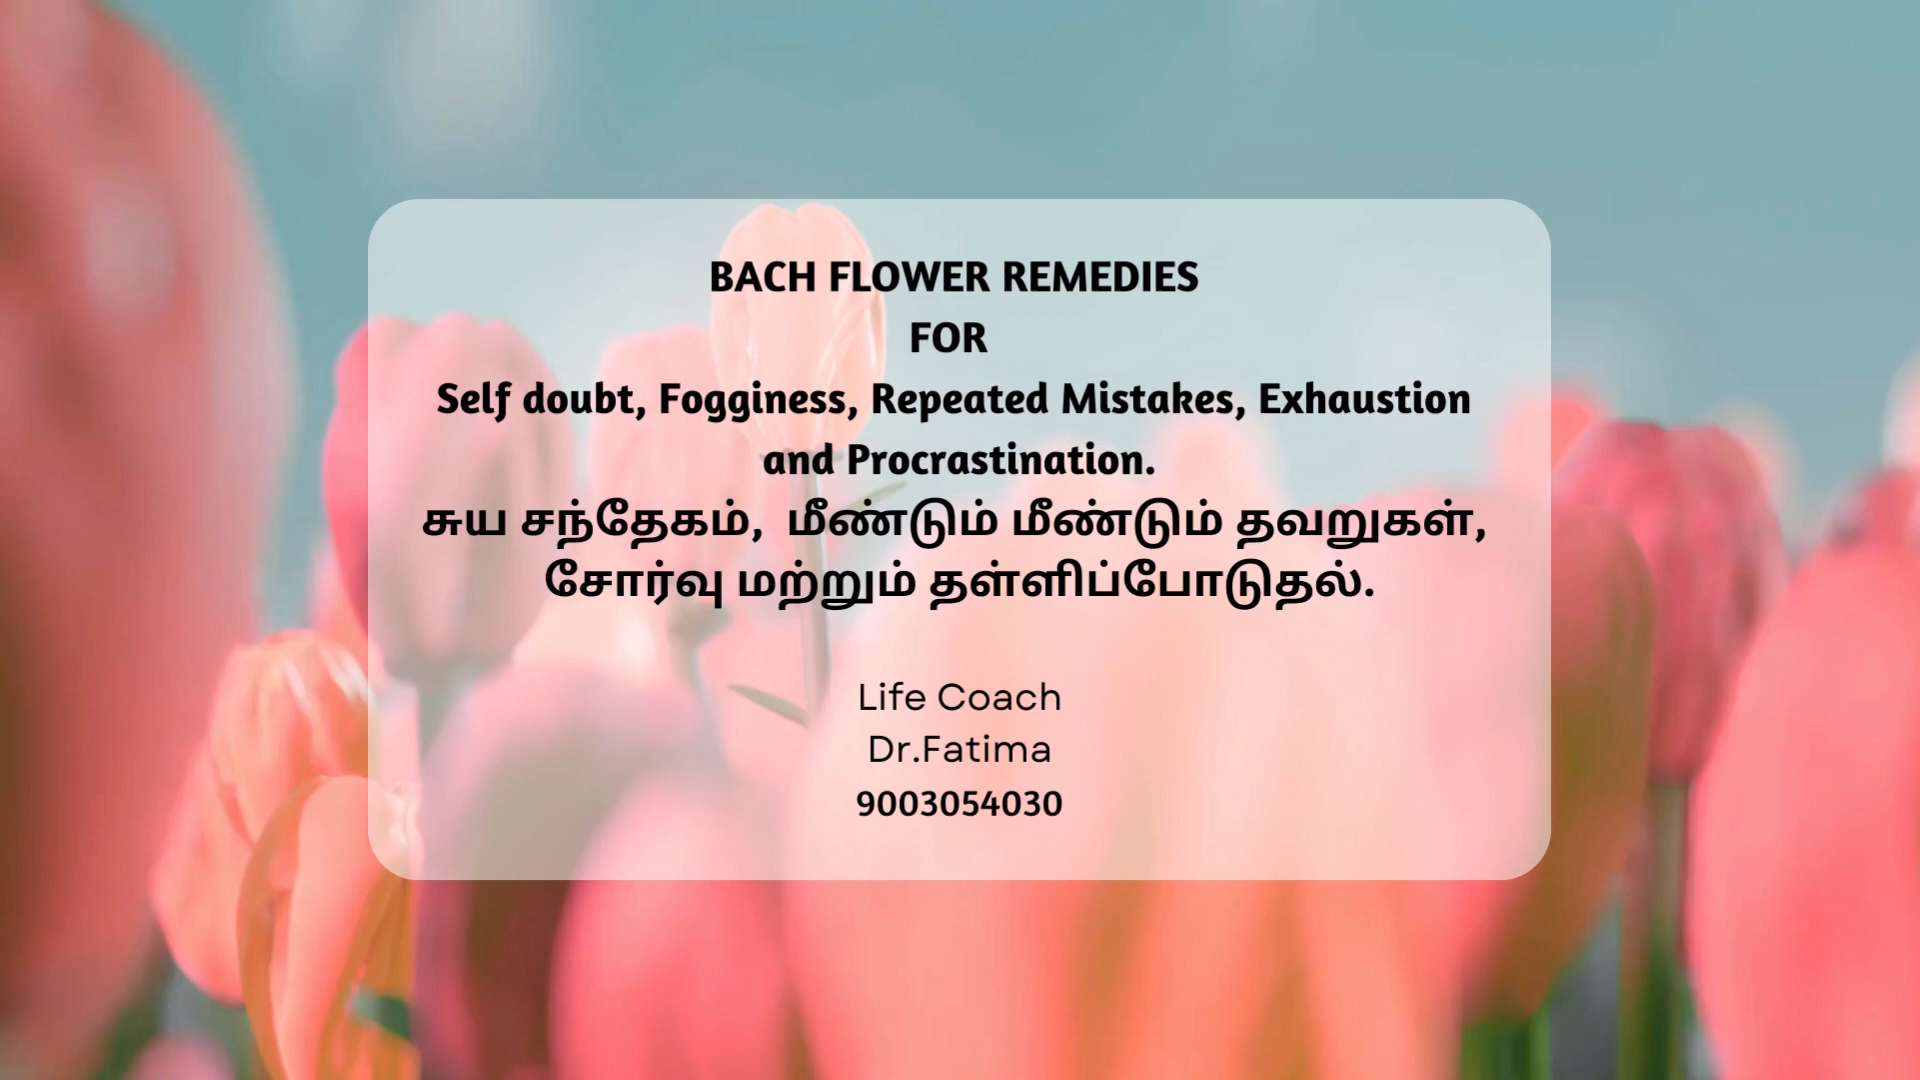 BACH FLOWER REMEDIES
FOR
Self doubt, Fogginess, Repeated Mistakes, Exhaustion
and Procrastination.
சுய சந்தேகம், மீண்டும் மீண்டும் தவறுகள்,
சோர்வு மற்றும் தள்ளிப்போடுதல்.
Life Coach
Dr.Fatima
9003054030